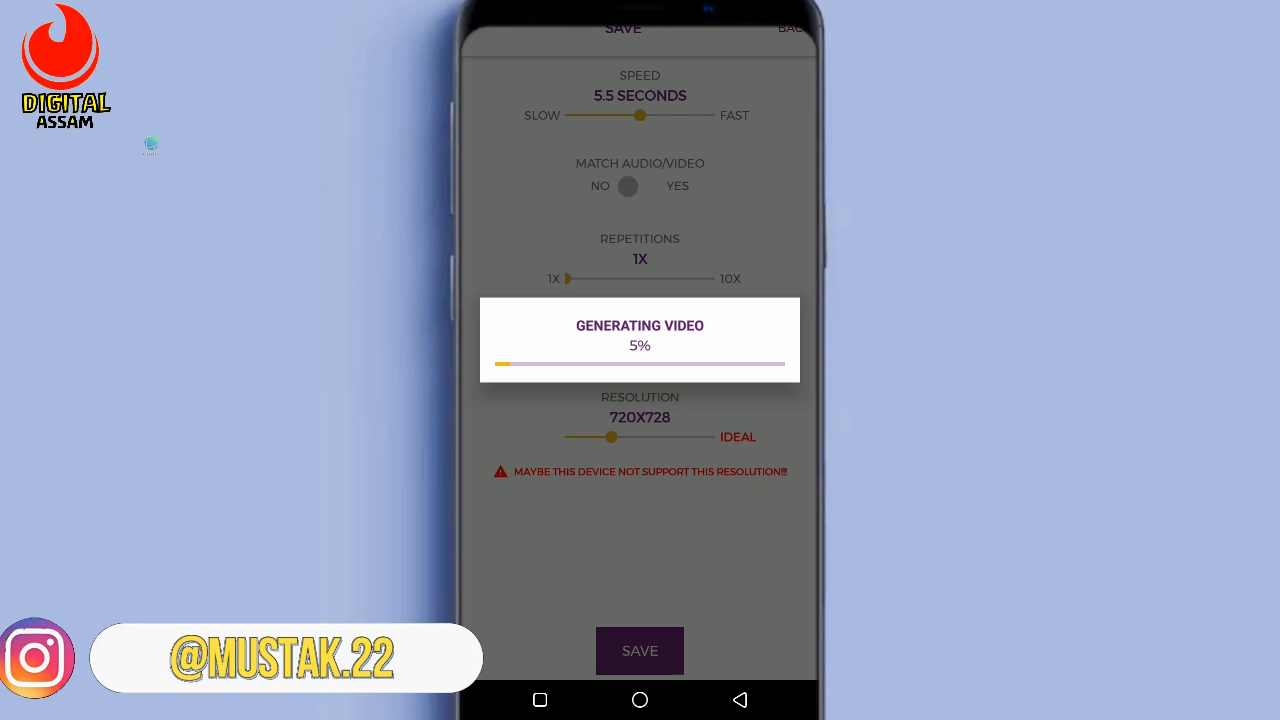 DIGITAL
ASSAM
SAVE
SPEED
5.5 SECONDS
SLOW
FAST
MATCH AUDIO/VIDEO
NO
YES
REPETITIONS
1X
1X
10X
GENERATING VIDEO
5%
RESOLUTION
720X728
IDEAL
MAYBE THIS DEVICE NOT SUPPORT THIS RESOLUTION!!!
SAVE
@MUSTAK.22